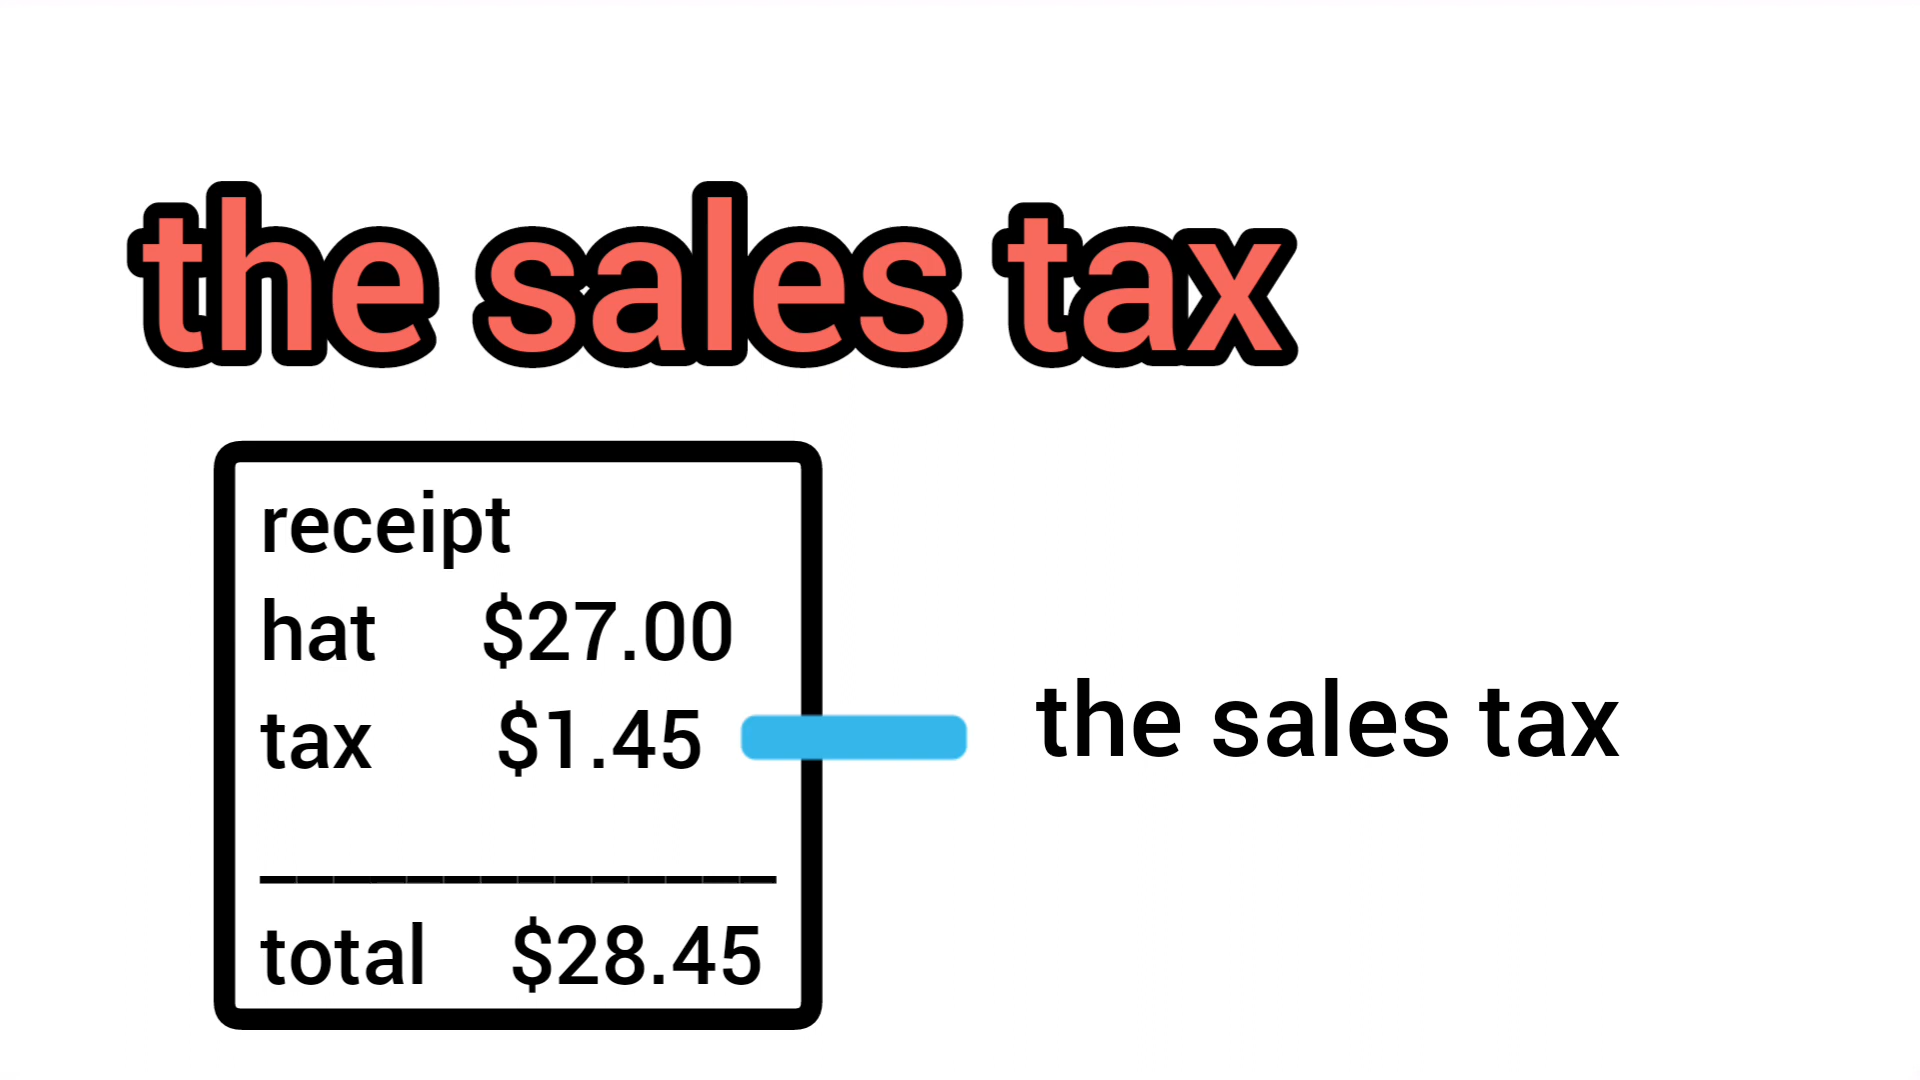 the sales tax
receipt
hat $27.00
tax $1.45
the sales tax
total $28.45